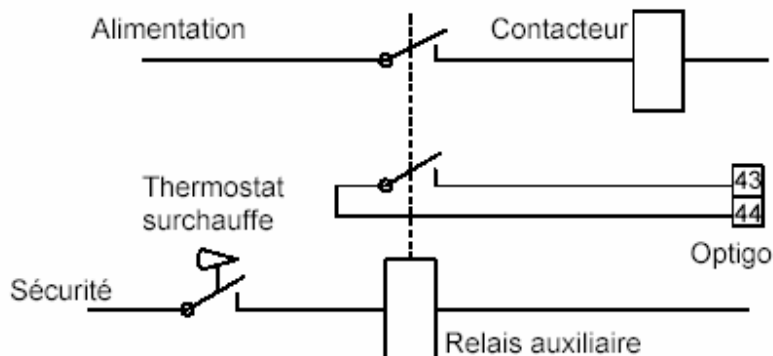 Alimentation
Contacteur
Thermostat
surchauffe
43
44
Optigo
Sécurité
Relais auxiliaire